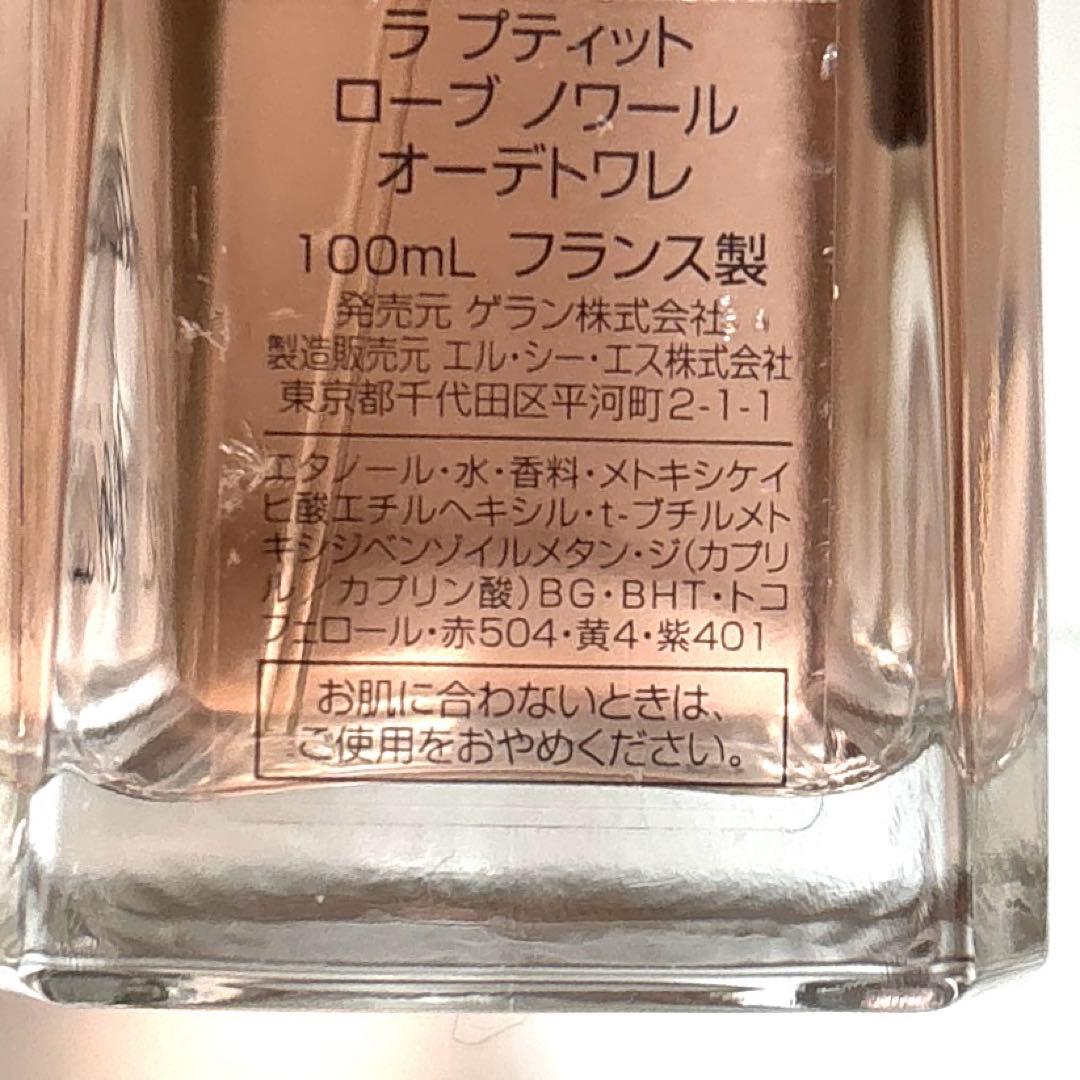 ラ プティット
ローブ ノワール
オーデトワレ
100mL フランス製
発売元 ゲラン株式会社
製造販売元 エル・シー・エス株式会社
東京都千代田区平河町2-1-1
エタノール・水・香料・メトキシケイ
ヒ酸エチルヘキシル・t-ブチルメト
キシジベンゾイルメタン・ジ(カプリ
ル/カプリン酸)BG・BHT・トコ
フェロール・赤504・黄4・紫401
お肌に合わないときは、
ご使用をおやめください。